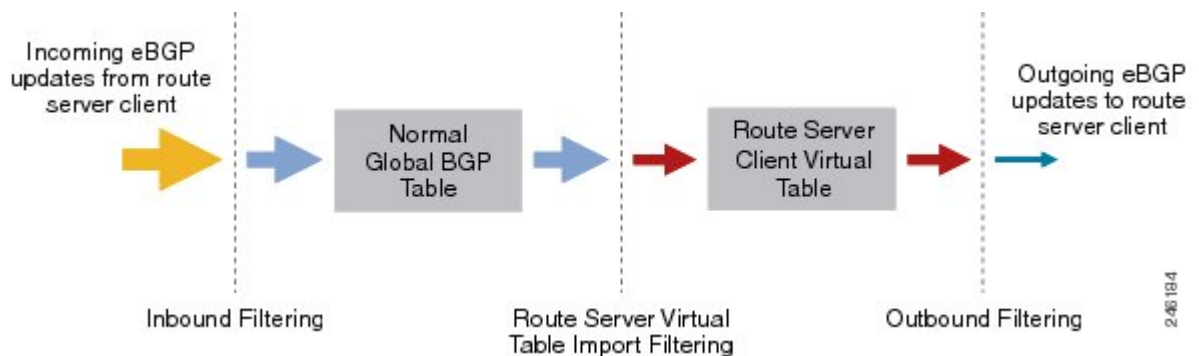 Incoming eBGP
updates from route
server client
Normal
Global BGP
Table
Route Server
Client Virtual
Table
Outgoing eBGP
updates to route
server client
Inbound Filtering
Route Server Virtual
Table Import Filtering
Outbound Filtering
246184